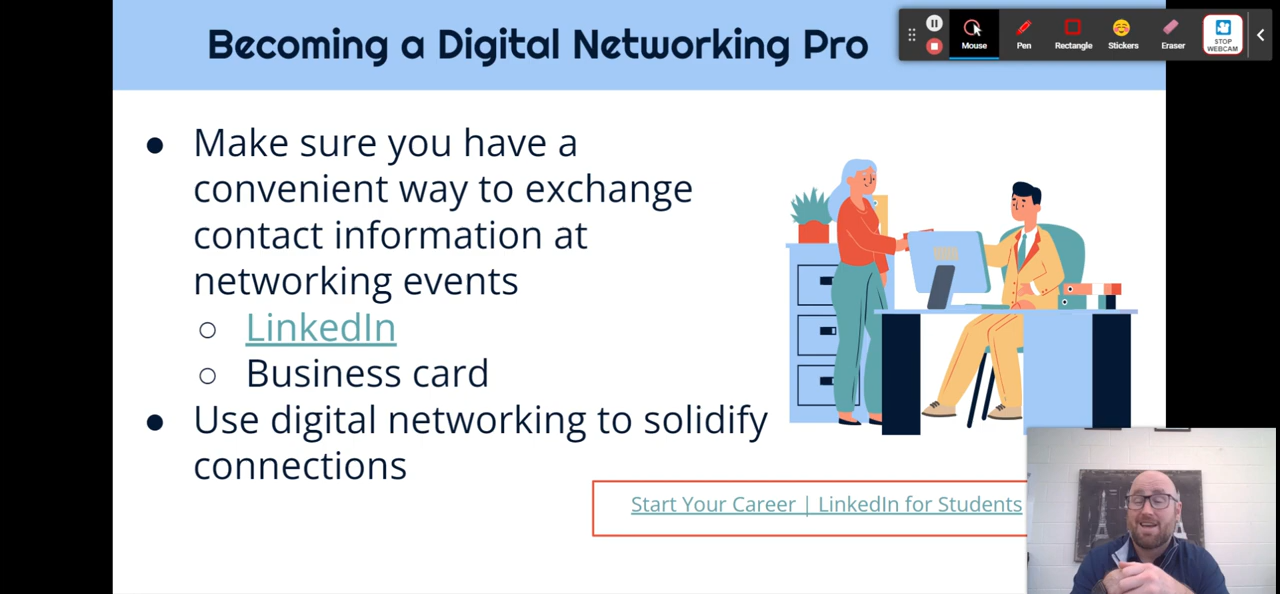 Becoming a Digital Networking Pro
Mouse
Pen
Rectangle
Stickers
Eraser
STOP
WEBCAM
● Make sure you have a
convenient way to exchange
contact information at
networking events
○ LinkedIn
○ Business card
● Use digital networking to solidify
connections
Start Your Career | LinkedIn for Students